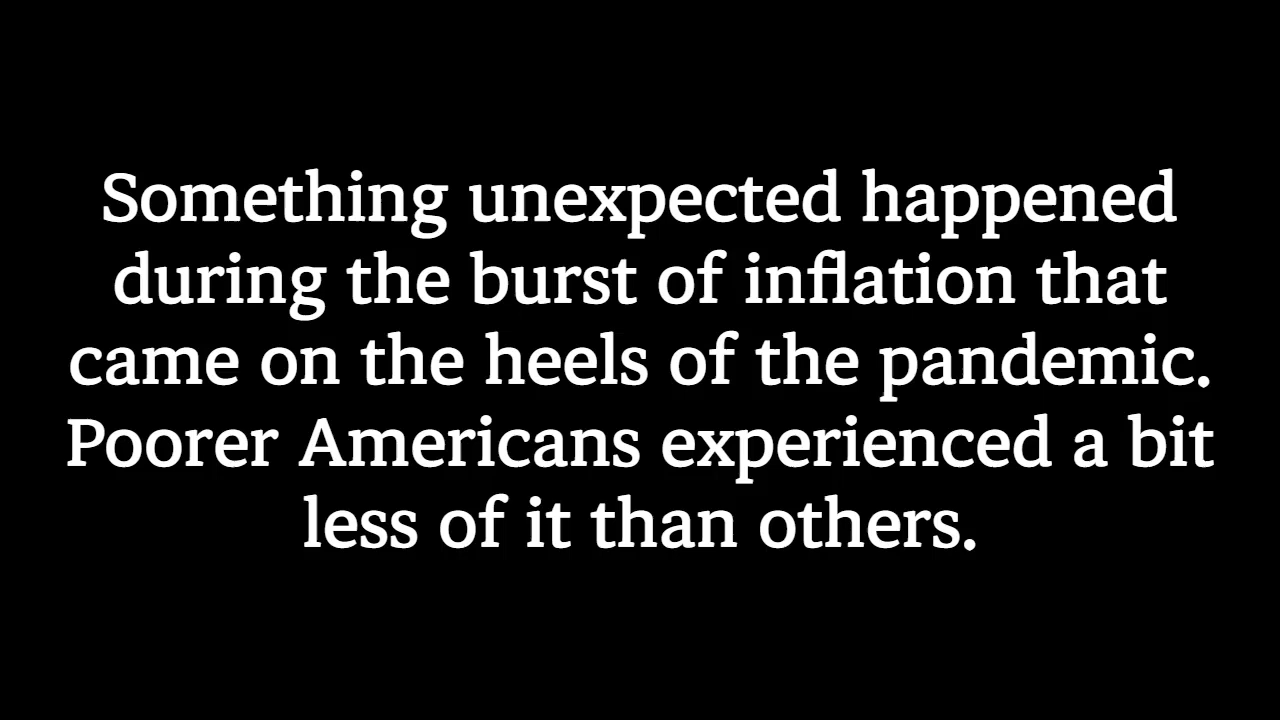 Something unexpected happened
during the burst of inflation that
came on the heels of the pandemic.
Poorer Americans experienced a bit
less of it than others.